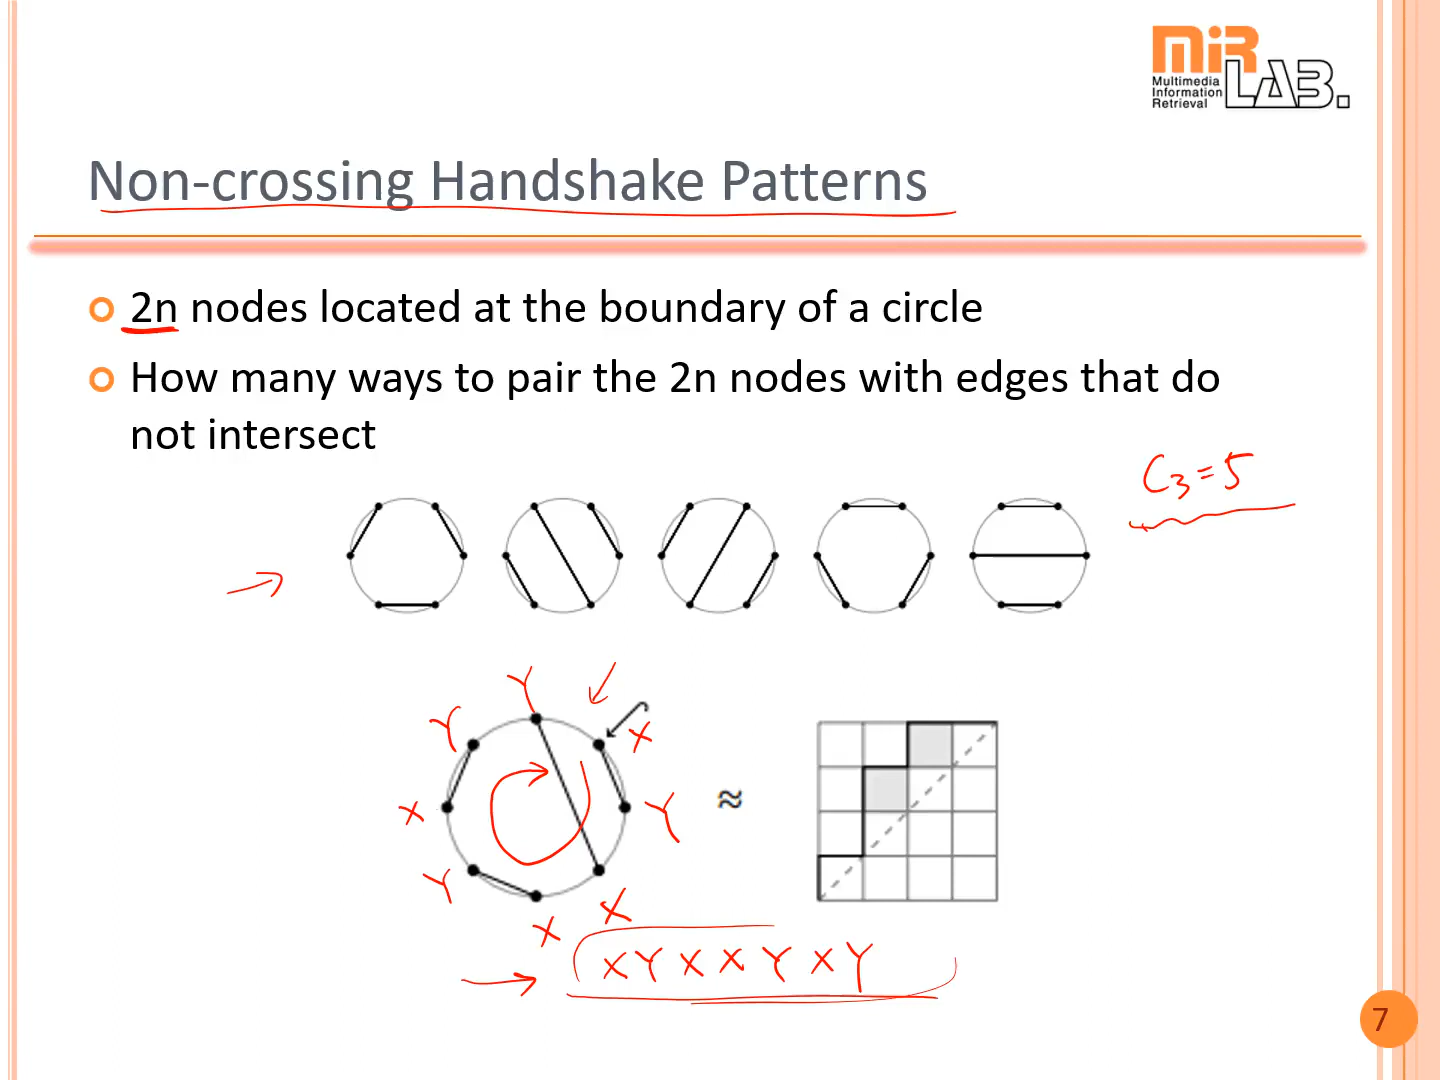 MiR
LAB.
Multimedia
Information
Retrieval
Non-crossing Handshake Patterns
2n nodes located at the boundary of a circle
How many ways to pair the 2n nodes with edges that do
not intersect
C₃=5
Y
Y
X
X
Y
Y
X
X
≈
XYXXYXY
7